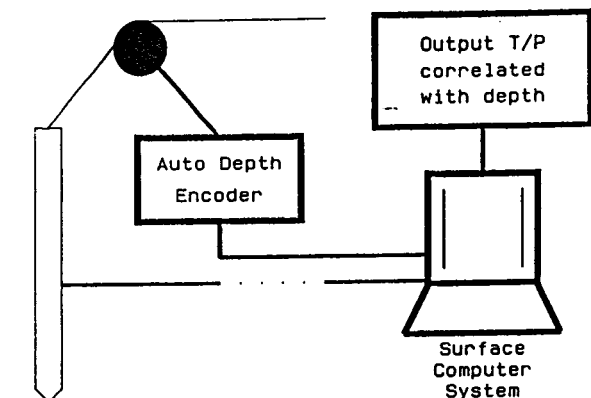 Output T/P
correlated
with depth
Auto Depth
Encoder
Surface
Computer
System